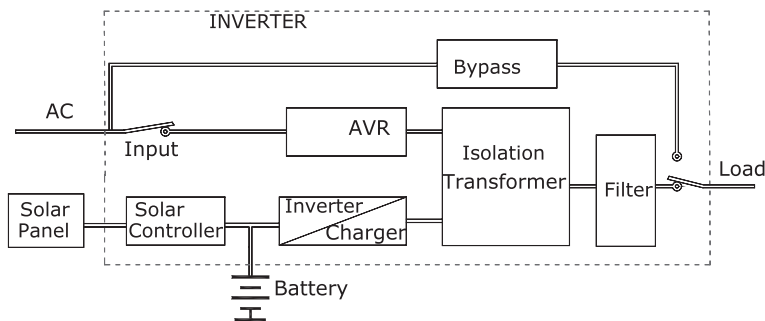 INVERTER
Bypass
AC
Input
AVR
Isolation
Transformer
Filter
Load
Solar
Panel
Solar
Controller
Inverter
Charger
Battery